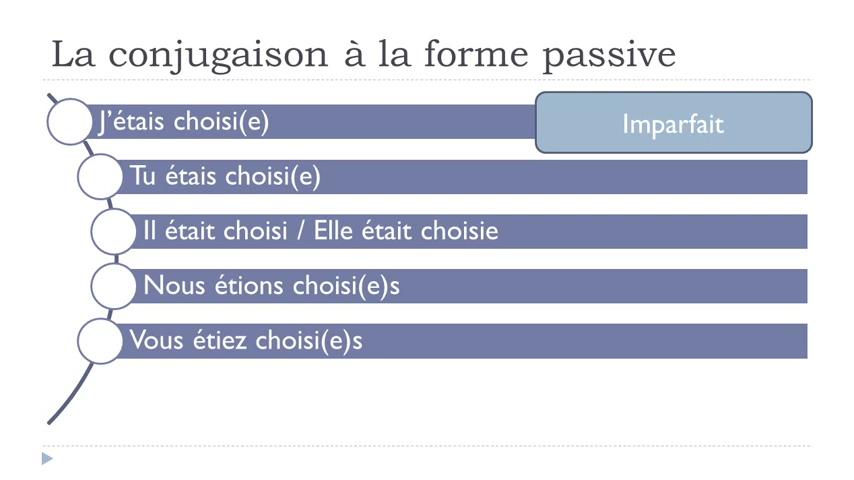 La conjugaison à la forme passive
J'étais choisi(e)
Imparfait
Tu étais choisi(e)
Il était choisi / Elle était choisie
Nous étions choisi(e)s
Vous étiez choisi(e)s